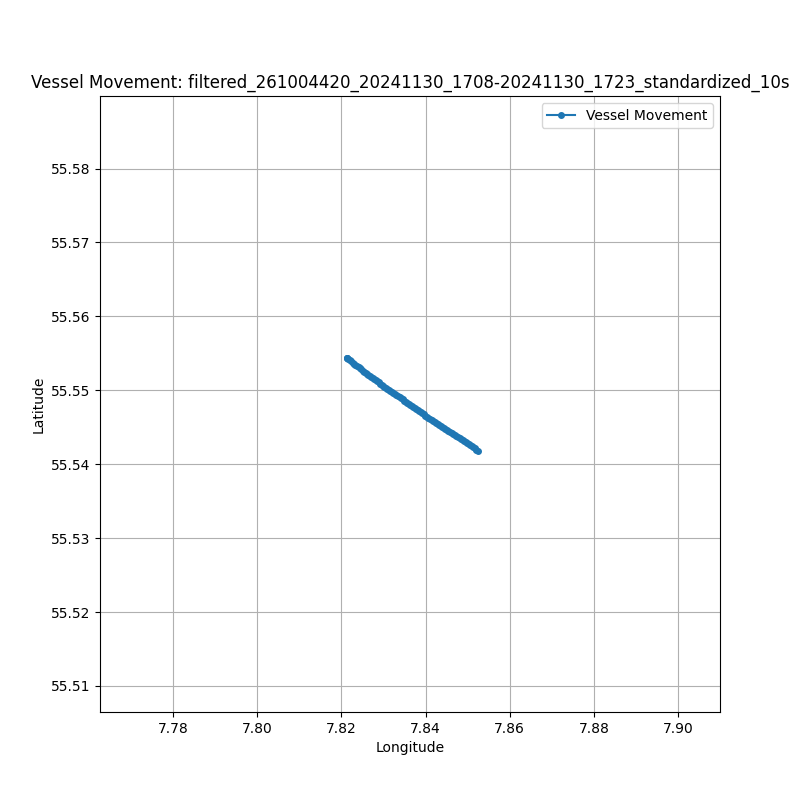 Vessel Movement: filtered_261004420_20241130_1708-20241130_1723_standardized_10s
Vessel Movement
55.58
55.57
55.56
55.55
55.54
55.53
55.52
55.51
Latitude
7.78 7.80 7.82 7.84 7.86 7.88 7.90
Longitude